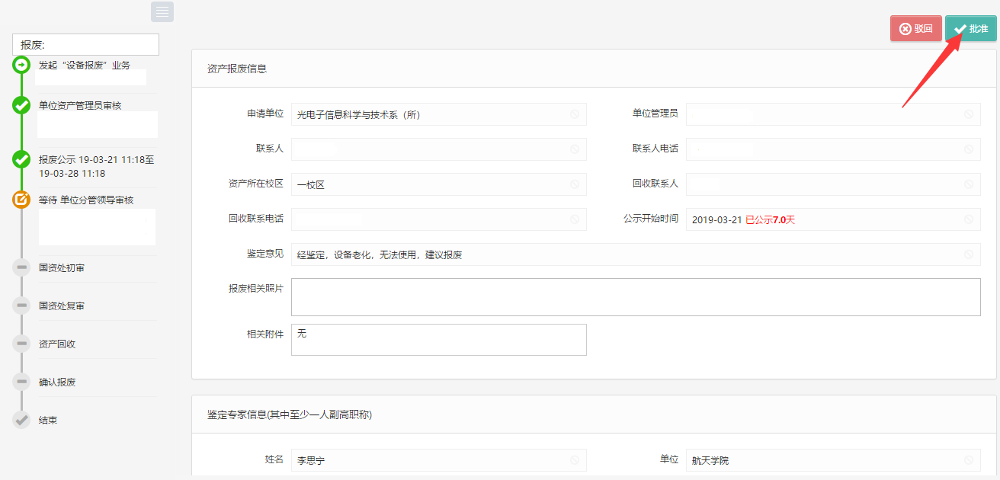 驳回
批准
报废:
发起“设备报废”业务
单位资产管理员审核
报废公示 19-03-21 11:18至
19-03-28 11:18
等待 单位分管领导审核
国资处初审
国资处复审
资产回收
确认报废
结束
资产报废信息
申请单位 光电子信息科学与技术系（所） 单位管理员
联系人 联系人电话
资产所在校区 一校区 回收联系人
回收联系电话 公示开始时间 2019-03-21 已公示7.0天
鉴定意见 经鉴定，设备老化，无法使用，建议报废
报废相关照片
相关附件 无
鉴定专家信息(其中至少一人副高职称)
姓名 李思宁 单位 航天学院